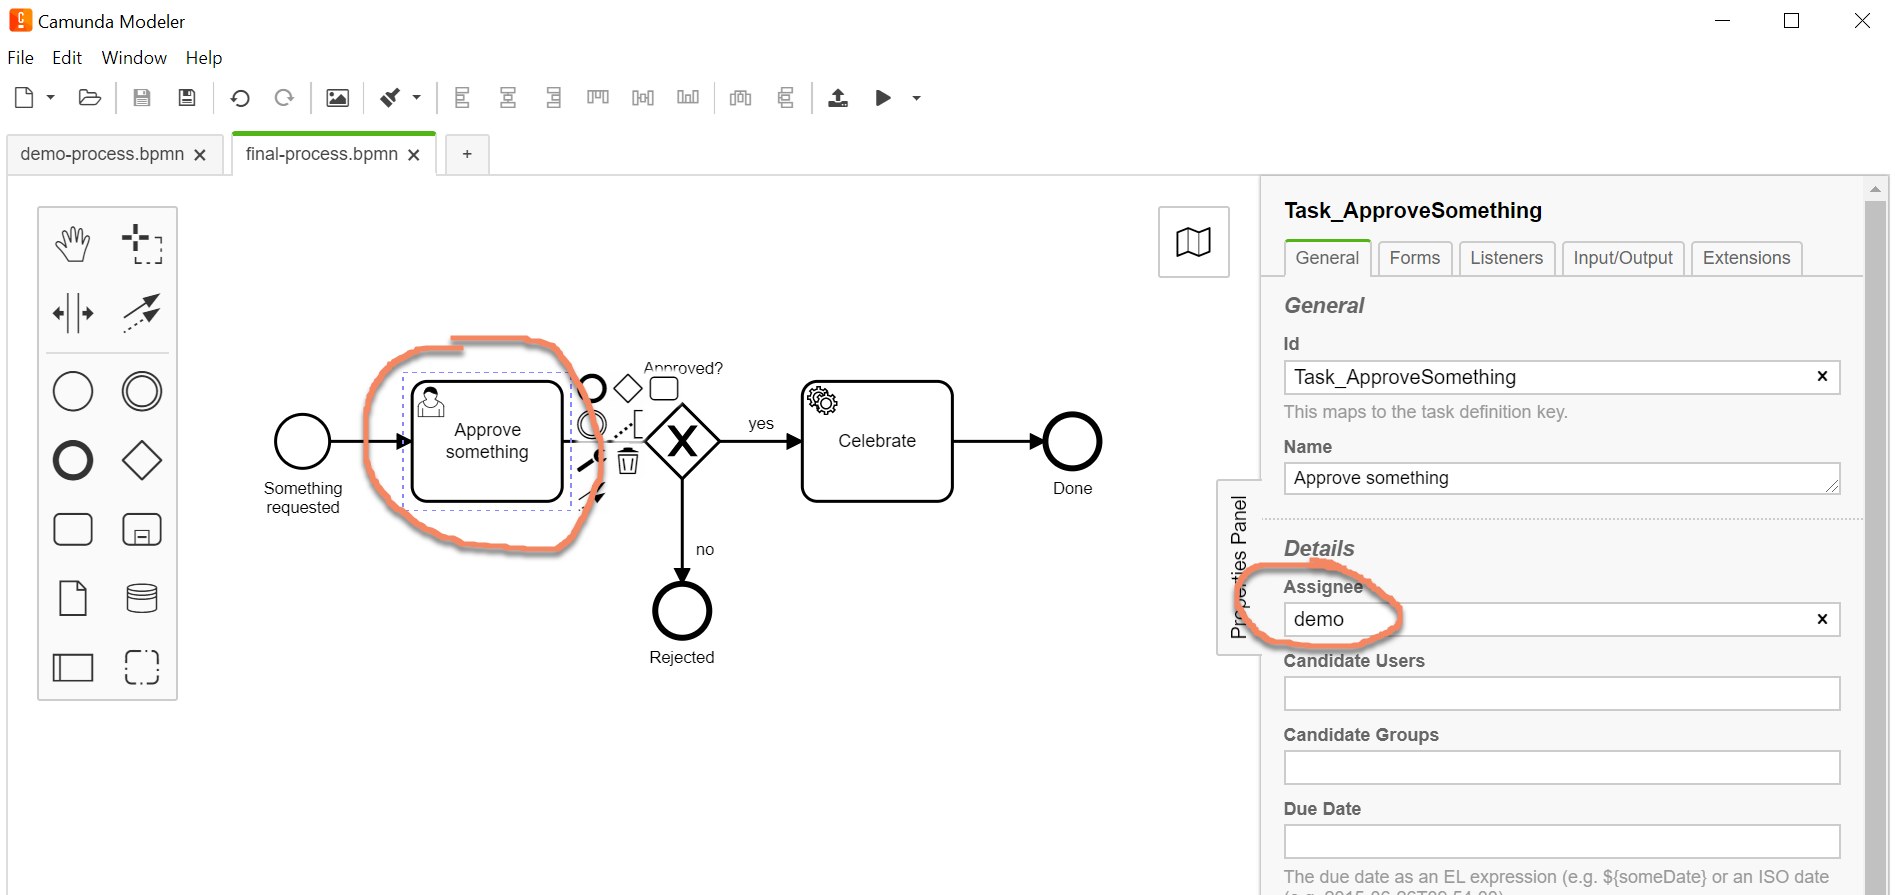 Camunda Modeler
File Edit Window Help
demo-process.bpmn
final-process.bpmn
+
Approve
something
Something
requested
Approved?
yes
no
Celebrate
Done
Rejected
Properties Panel
Task_ApproveSomething
General Forms Listeners Input/Output Extensions
General
Id
Task_ApproveSomething
This maps to the task definition key.
Name
Approve something
Details
Assignee
demo
Candidate Users
Candidate Groups
Due Date
The due date as an EL expression (e.g. ${someDate} or an ISO date